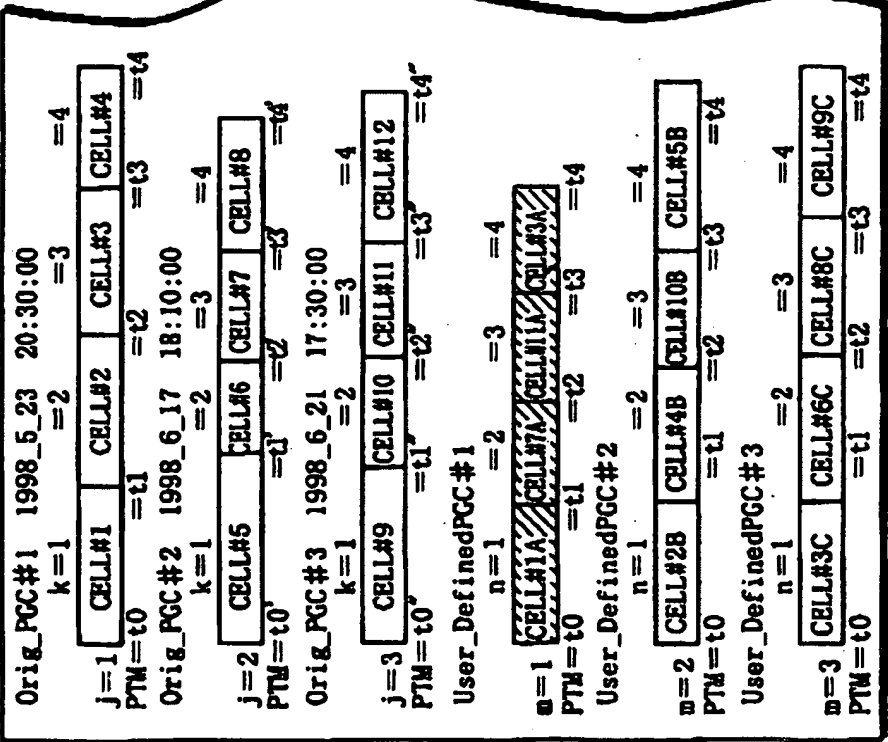 Orig_PGC#1 1998_5_23 20:30:00
k=1 =2 =3 =4
j=1 CELL#1 CELL#2 CELL#3 CELL#4
PTM=t0 =t1 =t2 =t3 =t4
Orig_PGC#2 1998_6_17 18:10:00
k=1 =2 =3 =4
j=2 CELL#5 CELL#6 CELL#7 CELL#8
PTM=t0' =t1' =t2' =t3' =t4'
Orig_PGC#3 1998_6_21 17:30:00
k=1 =2 =3 =4
j=3 CELL#9 CELL#10 CELL#11 CELL#12
PTM=t0" =t1" =t2" =t3" =t4"
User_DefinedPGC#1
n=1 =2 =3 =4
m=1 CELL#1A CELL#7A CELL#11A CELL#3A
PTM=t0 =t1 =t2 =t3 =t4
User_DefinedPGC#2
n=1 =2 =3 =4
m=2 CELL#2B CELL#4B CELL#10B CELL#5B
PTM=t0 =t1 =t2 =t3 =t4
User_DefinedPGC#3
n=1 =2 =3 =4
m=3 CELL#3C CELL#6C CELL#8C CELL#9C
PTM=t0 =t1 =t2 =t3 =t4